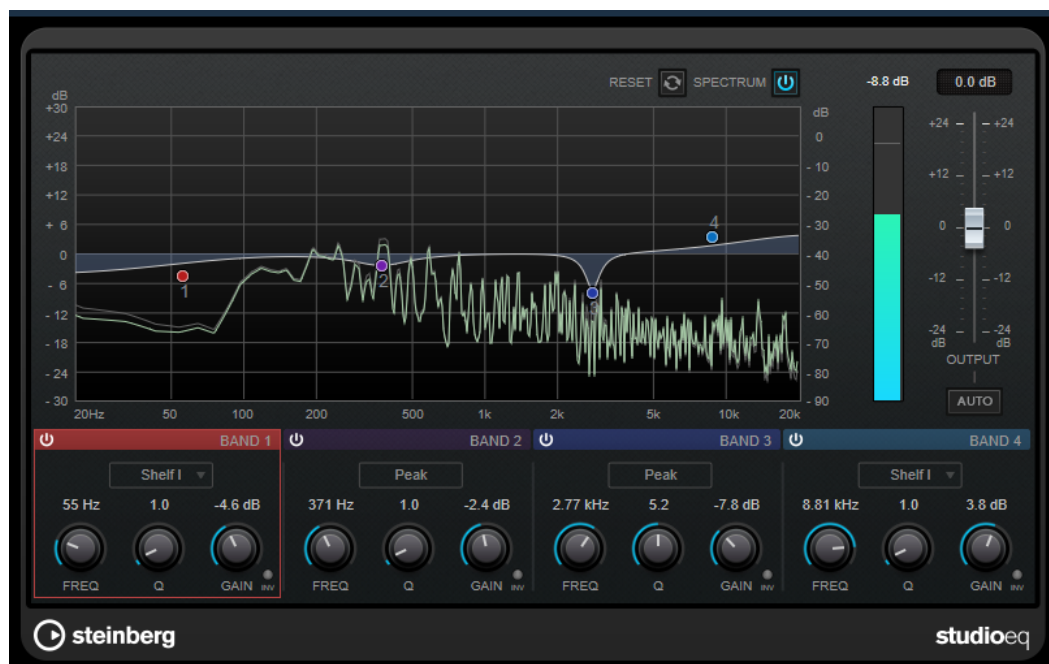 RESET SPECTRUM -8.8 dB 0.0 dB
dB
+30
+24
+18
+12
+ 6
0
- 6
- 12
- 18
- 24
- 30
dB
0
- 10
- 20
- 30
- 40
- 50
- 60
- 70
- 80
- 90
20Hz 50 100 200 500 1k 2k 5k 10k 20k
1
2
3
4
+24 +24
+12 +12
0 0
-12 -12
-24 -24
dB dB
OUTPUT
AUTO
BAND 1 BAND 2 BAND 3 BAND 4
Shelf I Peak Peak Shelf I
55 Hz 1.0 -4.6 dB 371 Hz 1.0 -2.4 dB 2.77 kHz 5.2 -7.8 dB 8.81 kHz 1.0 3.8 dB
FREQ Q GAIN INV FREQ Q GAIN INV FREQ Q GAIN INV FREQ Q GAIN INV
steinberg studioeq